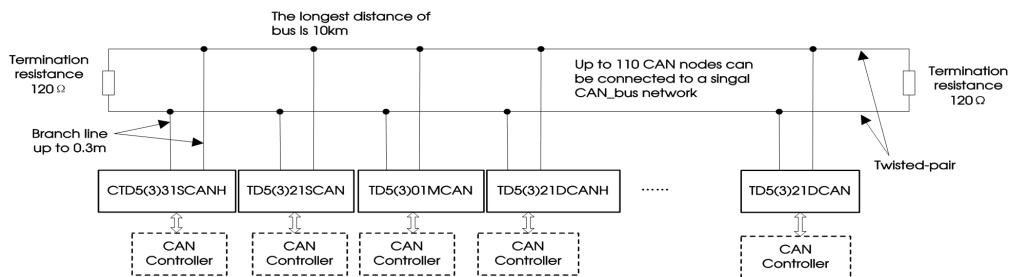 The longest distance of
bus is 10km
Termination
resistance
120 Ω
Up to 110 CAN nodes can
be connected to a singal
CAN_bus network
Termination
resistance
120 Ω
Branch line
up to 0.3m
Twisted-pair
CTD5(3)31SCANH
TD5(3)21SCAN
TD5(3)01MCAN
TD5(3)21DCANH
......
TD5(3)21DCAN
CAN
Controller
CAN
Controller
CAN
Controller
CAN
Controller
CAN
Controller